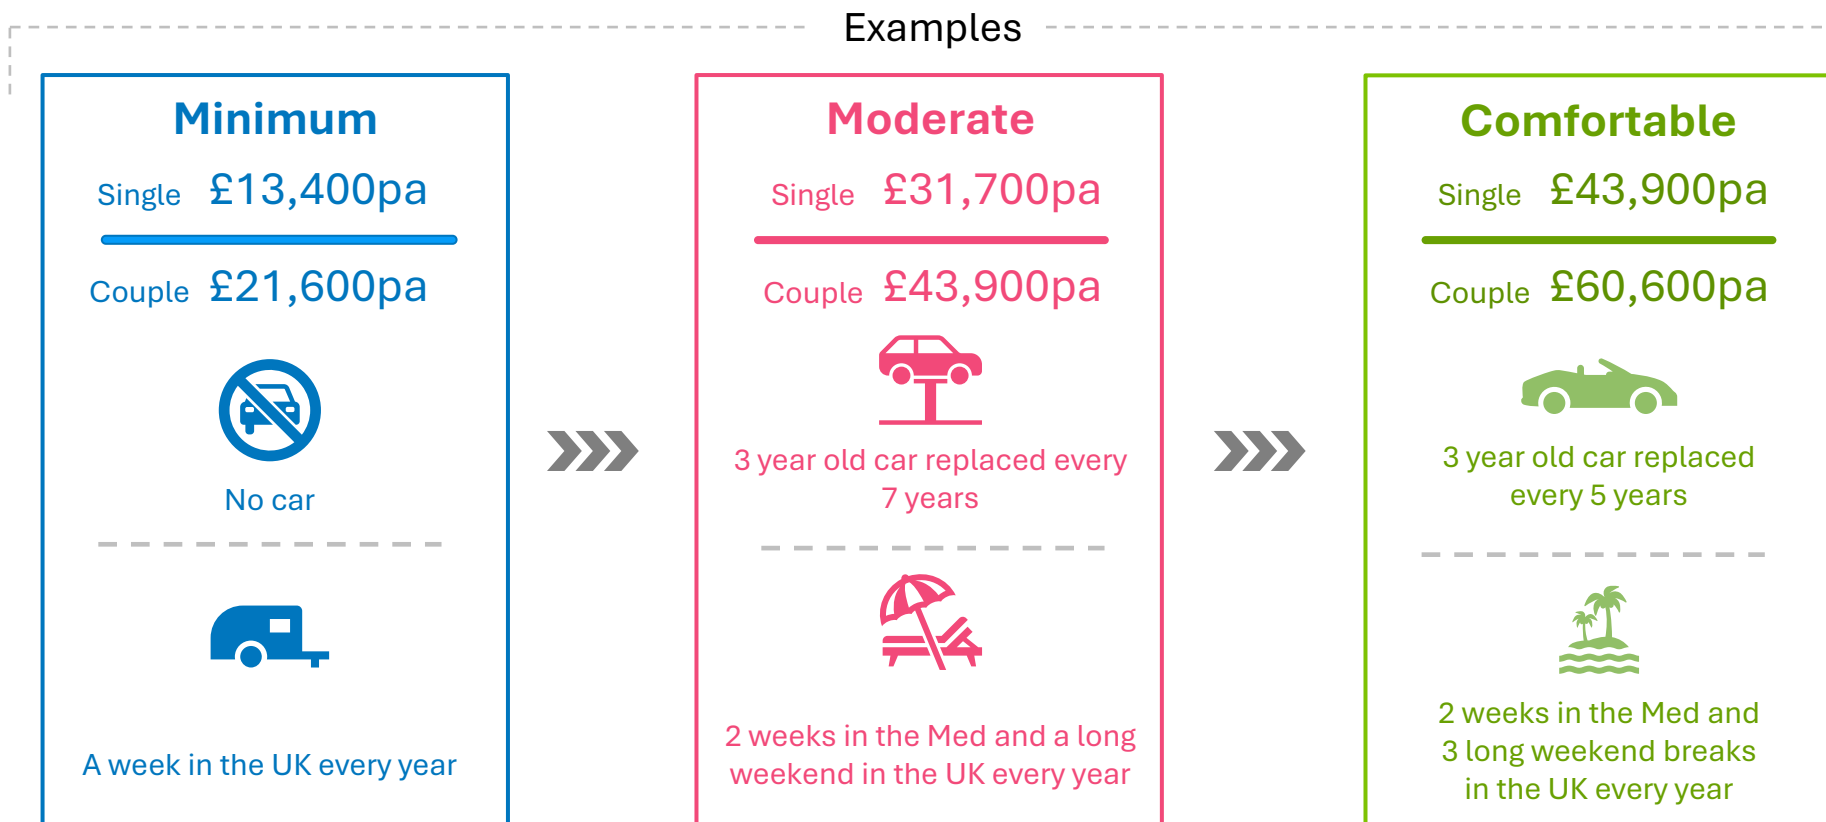 Examples
Minimum
Single £13,400pa
Couple £21,600pa
No car
A week in the UK every year
Moderate
Single £31,700pa
Couple £43,900pa
3 year old car replaced every
7 years
2 weeks in the Med and a long
weekend in the UK every year
Comfortable
Single £43,900pa
Couple £60,600pa
3 year old car replaced
every 5 years
2 weeks in the Med and
3 long weekend breaks
in the UK every year